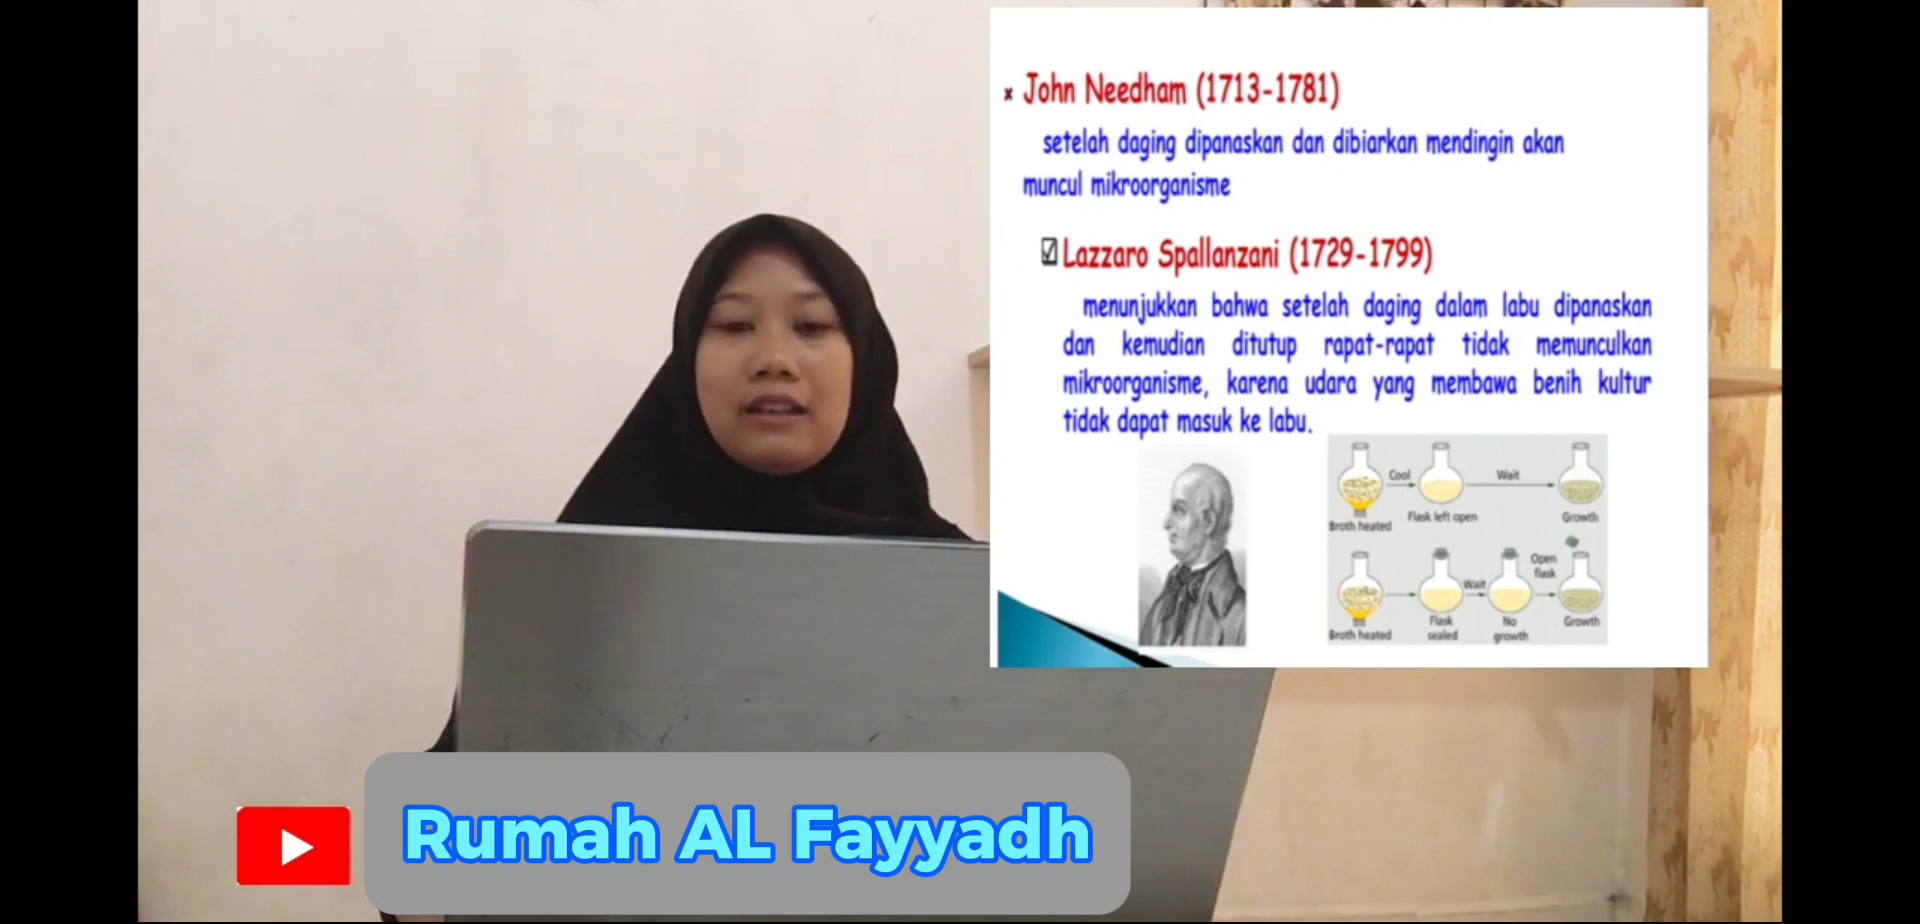 × John Needham (1713-1781)
setelah daging dipanaskan dan dibiarkan mendingin akan
muncul mikroorganisme
☑ Lazzaro Spallanzani (1729-1799)
menunjukkan bahwa setelah daging dalam labu dipanaskan
dan kemudian ditutup rapat-rapat tidak memunculkan
mikroorganisme, karena udara yang membawa benih kultur
tidak dapat masuk ke labu.
Cool
Wait
Broth heated
Flask left open
Growth
Wait
Open
flask
Broth heated
Flask
sealed
No
growth
Growth
Rumah AL Fayyadh